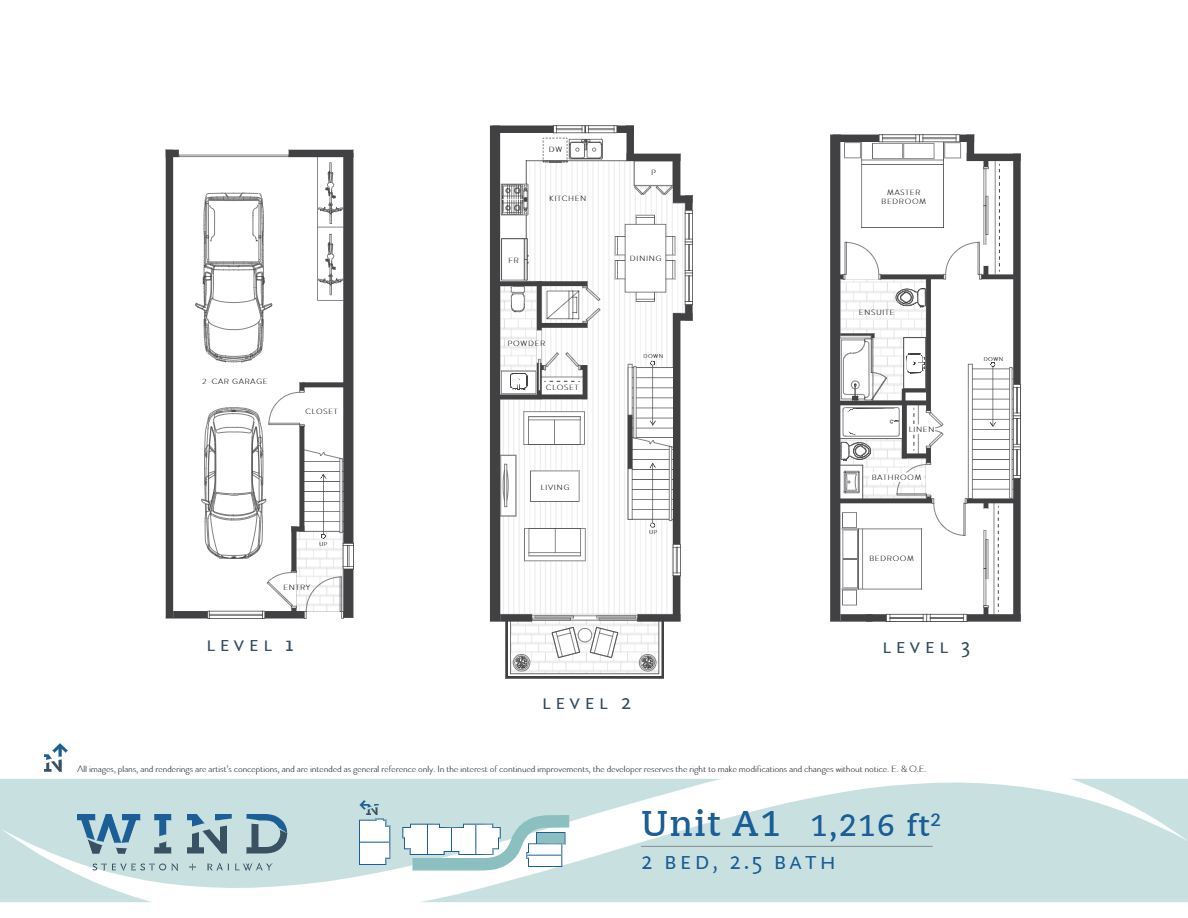 2 CAR GARAGE
CLOSET
UP
ENTRY
LEVEL 1
DW
P
KITCHEN
FR
DINING
POWDER
CLOSET
DOWN
LIVING
UP
LEVEL 2
MASTER
BEDROOM
ENSUITE
DOWN
LINEN
BATHROOM
BEDROOM
LEVEL 3
N
All images, plans, and renderings are artist's conceptions, and are intended as general reference only. In the interest of continued improvements, the developer reserves the right to make modifications and changes without notice. E. & O.E.
WIND
STEVESTON + RAILWAY
N
Unit A1 1,216 ft²
2 BED, 2.5 BATH